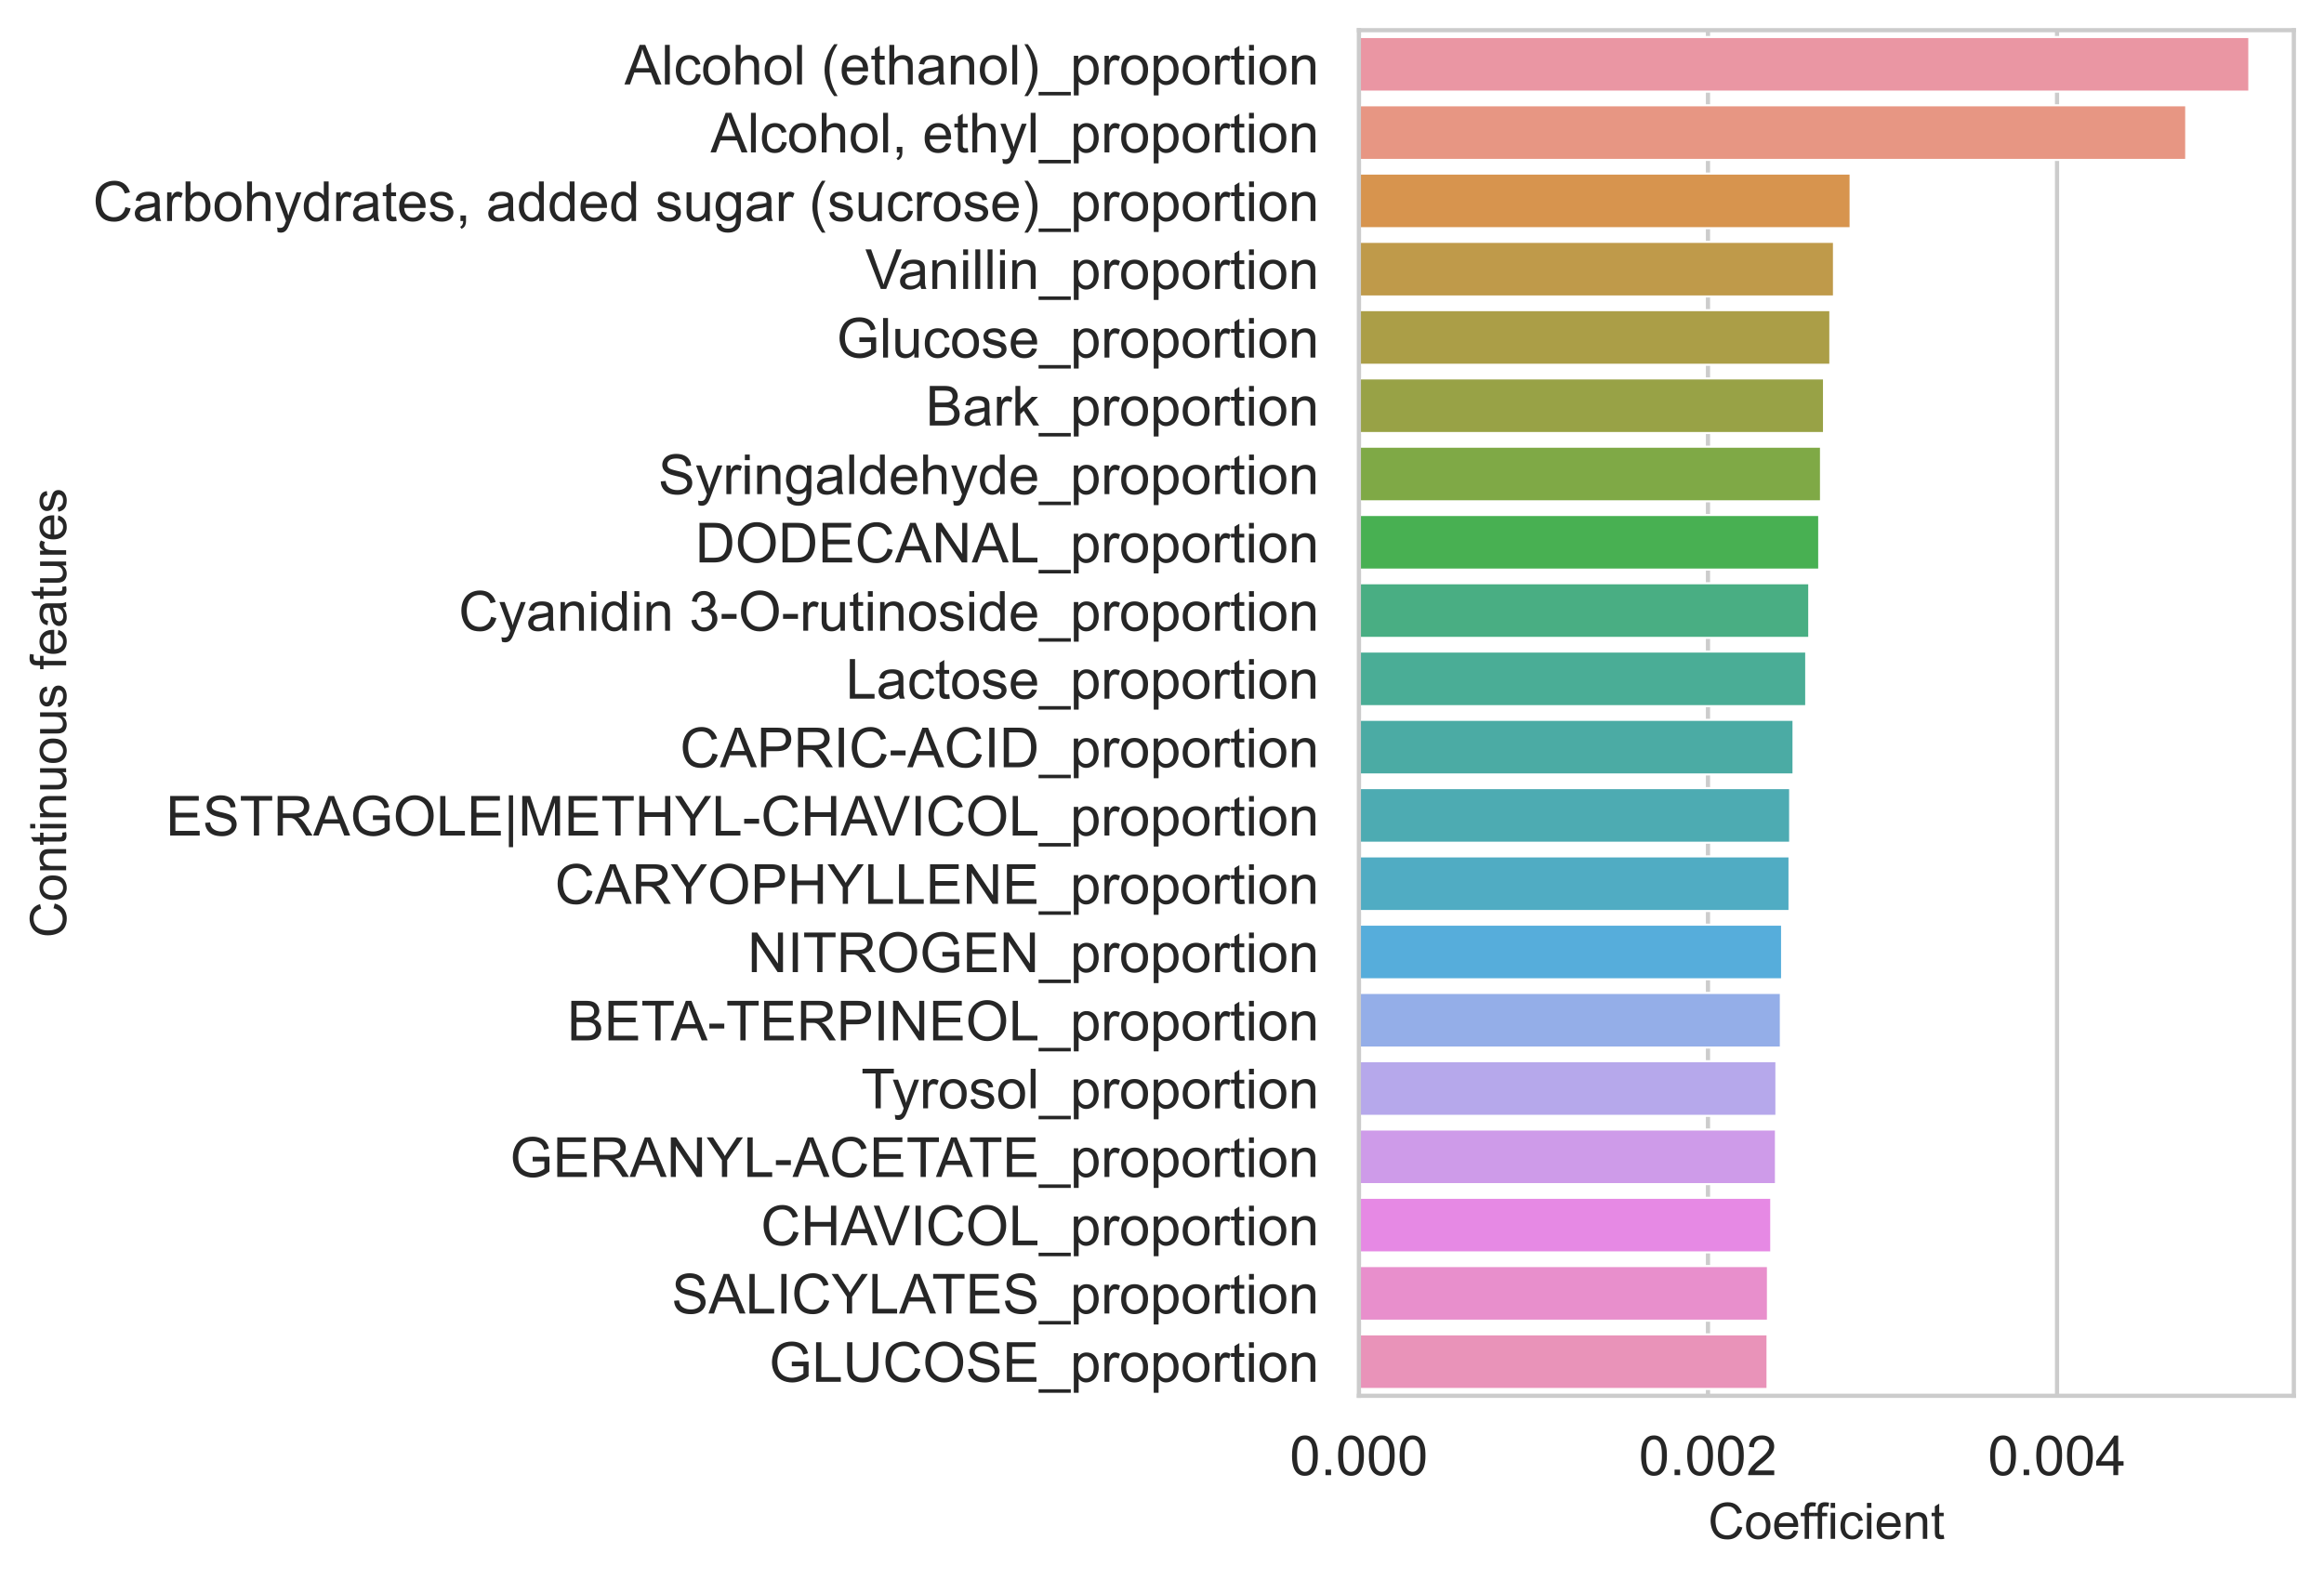 Continuous features
Alcohol (ethanol)_proportion
Alcohol, ethyl_proportion
Carbohydrates, added sugar (sucrose)_proportion
Vanillin_proportion
Glucose_proportion
Bark_proportion
Syringaldehyde_proportion
DODECANAL_proportion
Cyanidin 3-O-rutinoside_proportion
Lactose_proportion
CAPRIC-ACID_proportion
ESTRAGOLE|METHYL-CHAVICOL_proportion
CARYOPHYLLENE_proportion
NITROGEN_proportion
BETA-TERPINEOL_proportion
Tyrosol_proportion
GERANYL-ACETATE_proportion
CHAVICOL_proportion
SALICYLATES_proportion
GLUCOSE_proportion
0.000 0.002 0.004
Coefficient